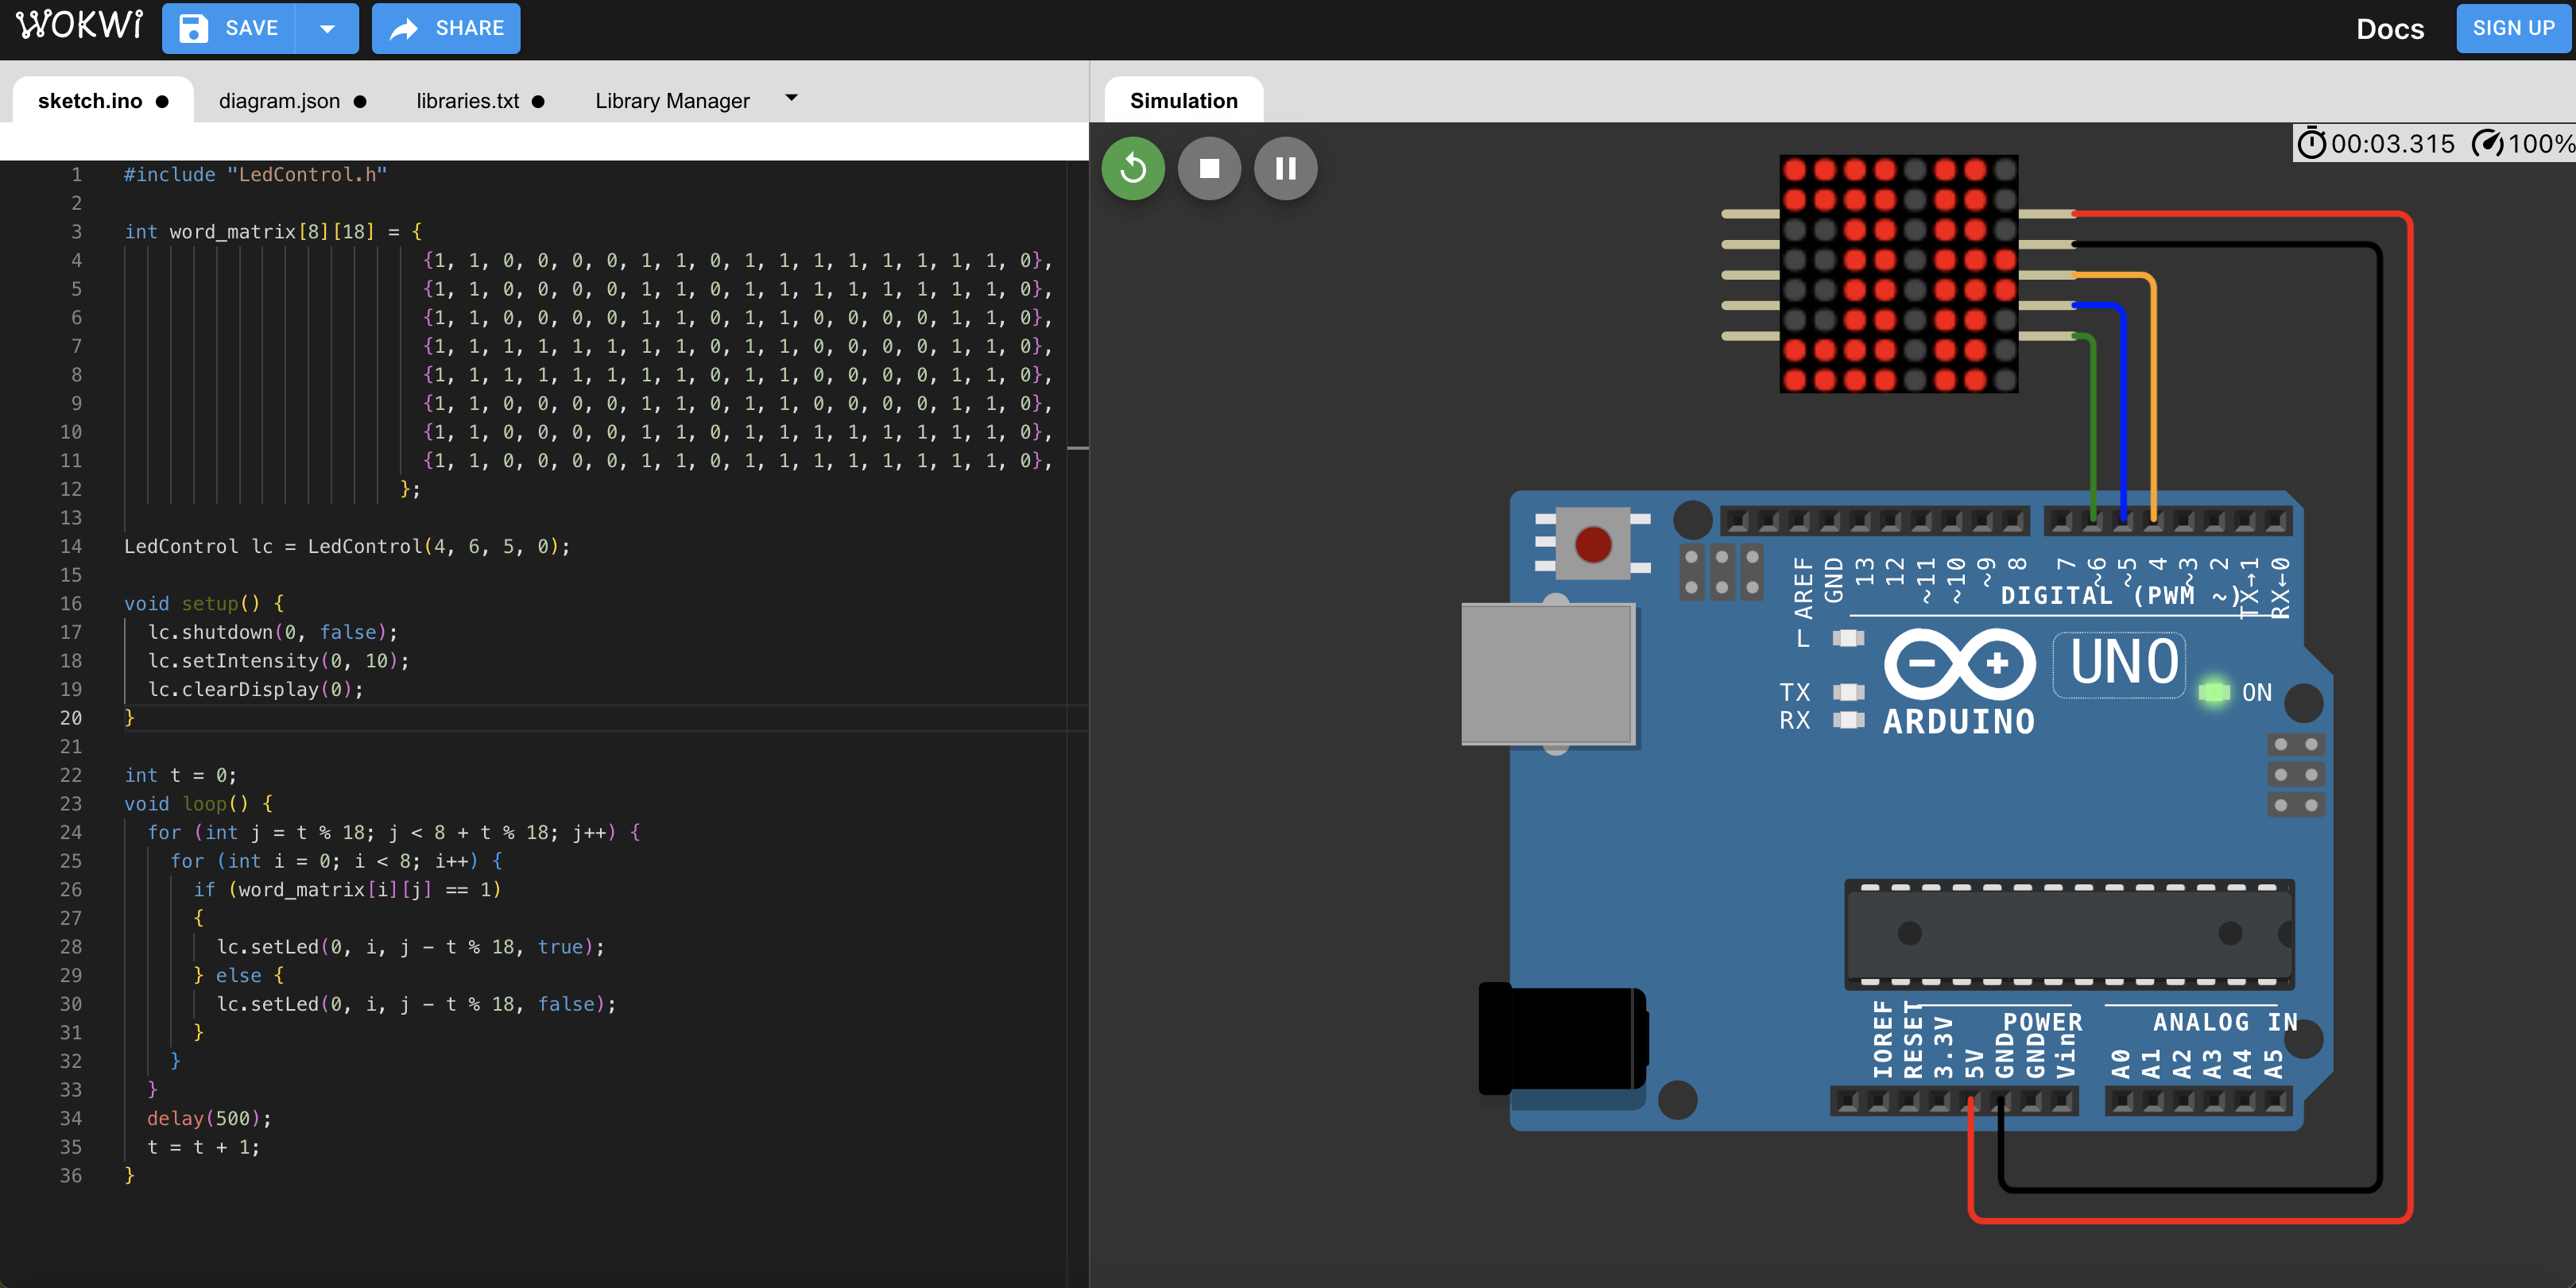 WOKWi SAVE SHARE Docs SIGN UP
sketch.ino ● diagram.json ● libraries.txt ● Library Manager
1 #include "LedControl.h"
2
3 int word_matrix[8][18] = {
4 {1, 1, 0, 0, 0, 0, 1, 1, 0, 1, 1, 1, 1, 1, 1, 1, 1, 0},
5 {1, 1, 0, 0, 0, 0, 1, 1, 0, 1, 1, 1, 1, 1, 1, 1, 1, 0},
6 {1, 1, 0, 0, 0, 0, 1, 1, 0, 1, 1, 0, 0, 0, 0, 1, 1, 0},
7 {1, 1, 1, 1, 1, 1, 1, 1, 0, 1, 1, 0, 0, 0, 0, 1, 1, 0},
8 {1, 1, 1, 1, 1, 1, 1, 1, 0, 1, 1, 0, 0, 0, 0, 1, 1, 0},
9 {1, 1, 0, 0, 0, 0, 1, 1, 0, 1, 1, 0, 0, 0, 0, 1, 1, 0},
10 {1, 1, 0, 0, 0, 0, 1, 1, 0, 1, 1, 1, 1, 1, 1, 1, 1, 0},
11 {1, 1, 0, 0, 0, 0, 1, 1, 0, 1, 1, 1, 1, 1, 1, 1, 1, 0},
12 };
13
14 LedControl lc = LedControl(4, 6, 5, 0);
15
16 void setup() {
17 lc.shutdown(0, false);
18 lc.setIntensity(0, 10);
19 lc.clearDisplay(0);
20 }
21
22 int t = 0;
23 void loop() {
24 for (int j = t % 18; j < 8 + t % 18; j++) {
25 for (int i = 0; i < 8; i++) {
26 if (word_matrix[i][j] == 1)
27 {
28 lc.setLed(0, i, j - t % 18, true);
29 } else {
30 lc.setLed(0, i, j - t % 18, false);
31 }
32 }
33 }
34 delay(500);
35 t = t + 1;
36 }
Simulation
00:03.315 100%
AREF GND 13 12 ~11 ~10 ~9 8 7 ~6 ~5 4 ~3 2 TX→1 RX←0
DIGITAL (PWM ~)
L
UNO
TX
ON
RX
ARDUINO
POWER ANALOG IN
IOREF RESET 3.3V 5V GND GND Vin A0 A1 A2 A3 A4 A5